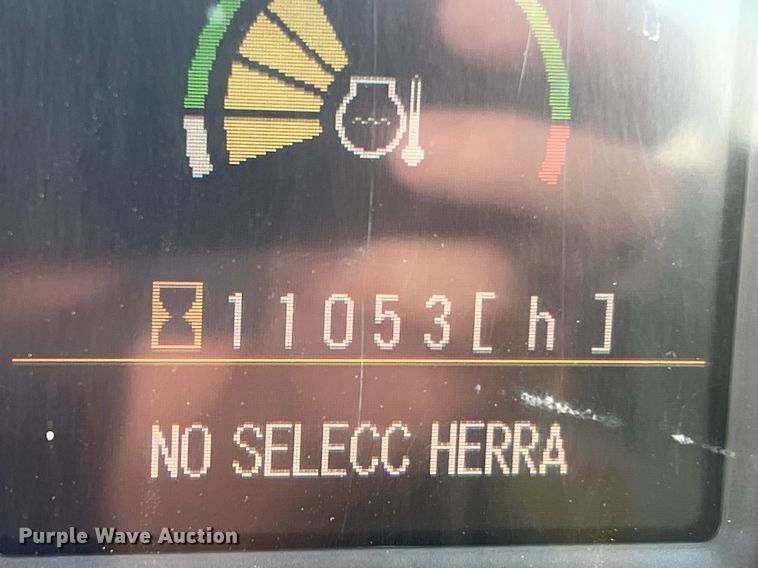 11053[h]
NO SELECC HERRA
Purple Wave Auction